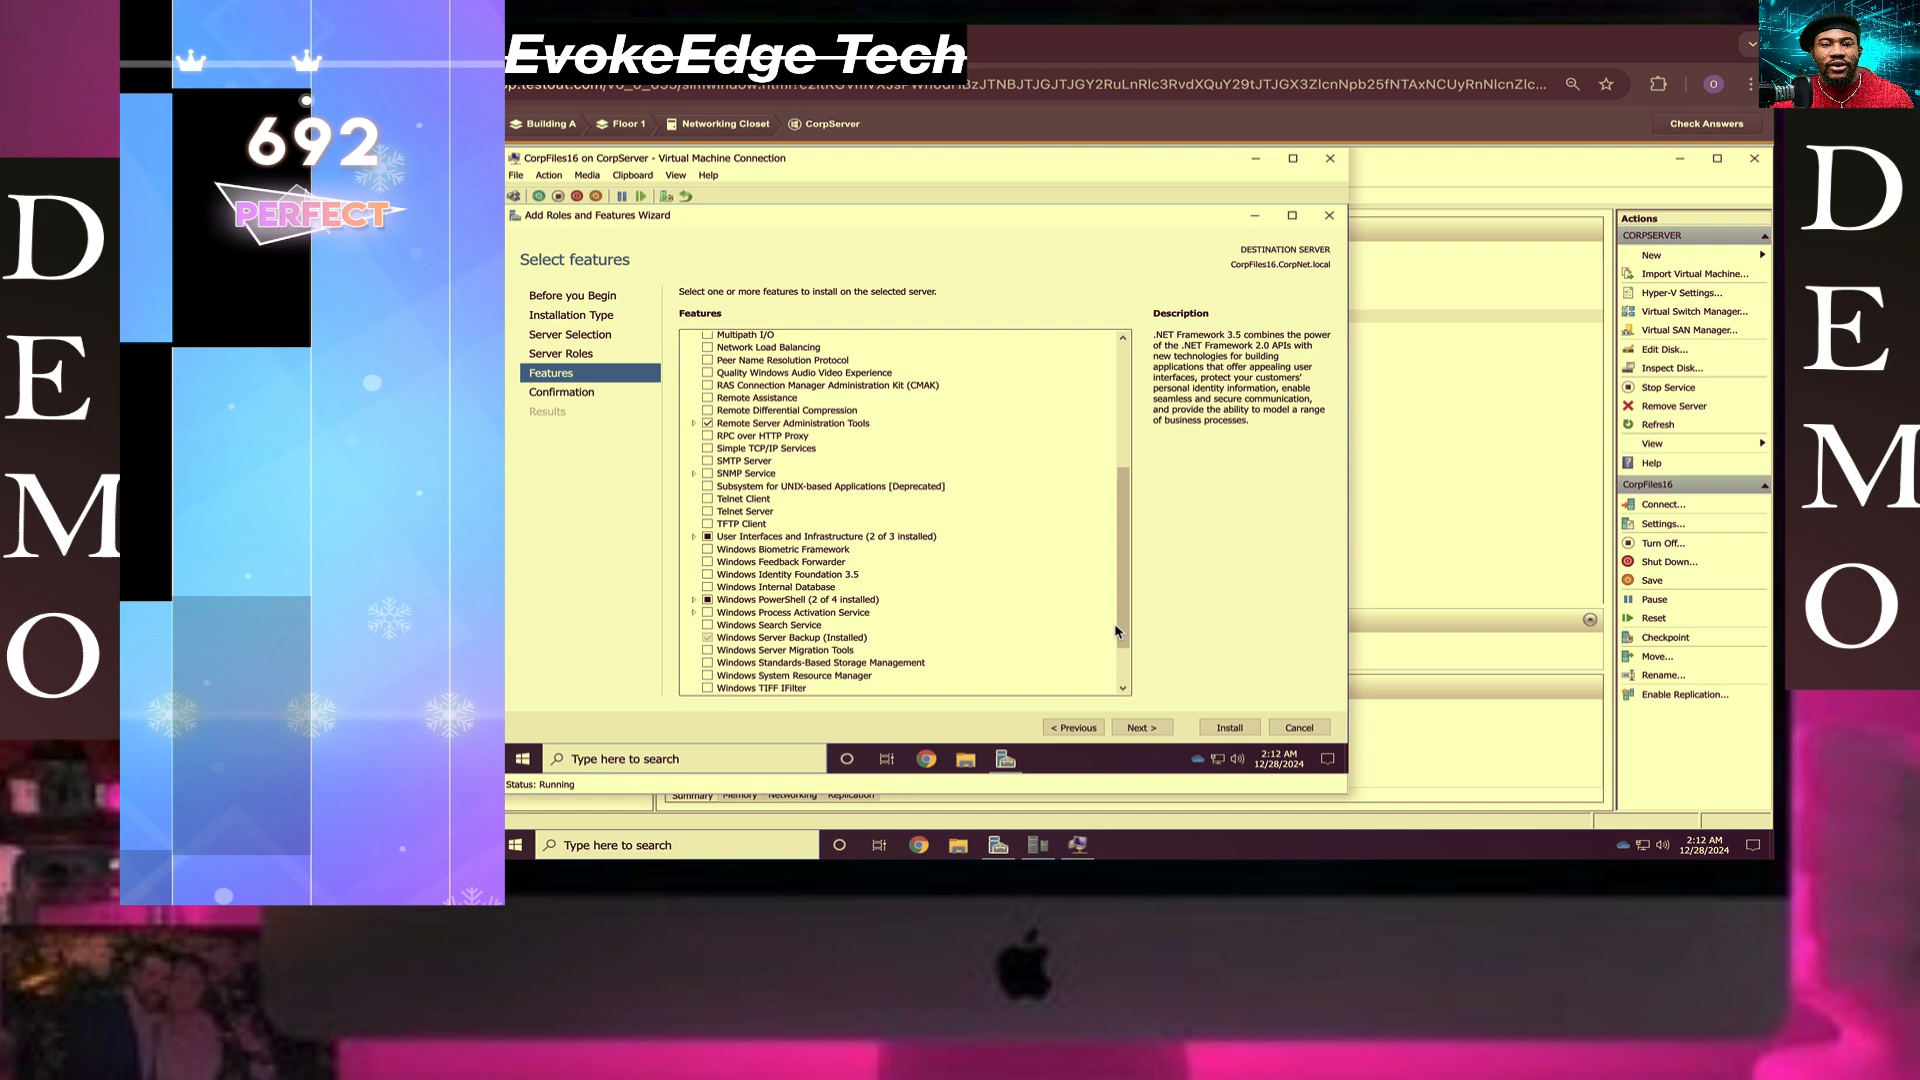 692
PERFECT
EvokeEdge Tech
D
E
M
O
D
E
M
O
Building A
Floor 1
Networking Closet
CorpServer
Check Answers
CorpFiles16 on CorpServer - Virtual Machine Connection
File Action Media Clipboard View Help
Add Roles and Features Wizard
Select features
DESTINATION SERVER
CorpFiles16.CorpNet.local
Before you Begin
Installation Type
Server Selection
Server Roles
Features
Confirmation
Results
Select one or more features to install on the selected server.
Features
Multipath I/O
Network Load Balancing
Peer Name Resolution Protocol
Quality Windows Audio Video Experience
RAS Connection Manager Administration Kit (CMAK)
Remote Assistance
Remote Differential Compression
Remote Server Administration Tools
RPC over HTTP Proxy
Simple TCP/IP Services
SMTP Server
SNMP Service
Subsystem for UNIX-based Applications [Deprecated]
Telnet Client
Telnet Server
TFTP Client
User Interfaces and Infrastructure (2 of 3 installed)
Windows Biometric Framework
Windows Feedback Forwarder
Windows Identity Foundation 3.5
Windows Internal Database
Windows PowerShell (2 of 4 installed)
Windows Process Activation Service
Windows Search Service
Windows Server Backup (Installed)
Windows Server Migration Tools
Windows Standards-Based Storage Management
Windows System Resource Manager
Windows TIFF IFilter
Description
.NET Framework 3.5 combines the power
of the .NET Framework 2.0 APIs with
new technologies for building
applications that offer appealing user
interfaces, protect your customers'
personal identity information, enable
seamless and secure communication,
and provide the ability to model a range
of business processes.
< Previous
Next >
Install
Cancel
Type here to search
2:12 AM
12/28/2024
Status: Running
Summary Memory Networking Replication
Actions
CORPSERVER
New
Import Virtual Machine...
Hyper-V Settings...
Virtual Switch Manager...
Virtual SAN Manager...
Edit Disk...
Inspect Disk...
Stop Service
Remove Server
Refresh
View
Help
CorpFiles16
Connect...
Settings...
Turn Off...
Shut Down...
Save
Pause
Reset
Checkpoint
Move...
Rename...
Enable Replication...
Type here to search
2:12 AM
12/28/2024